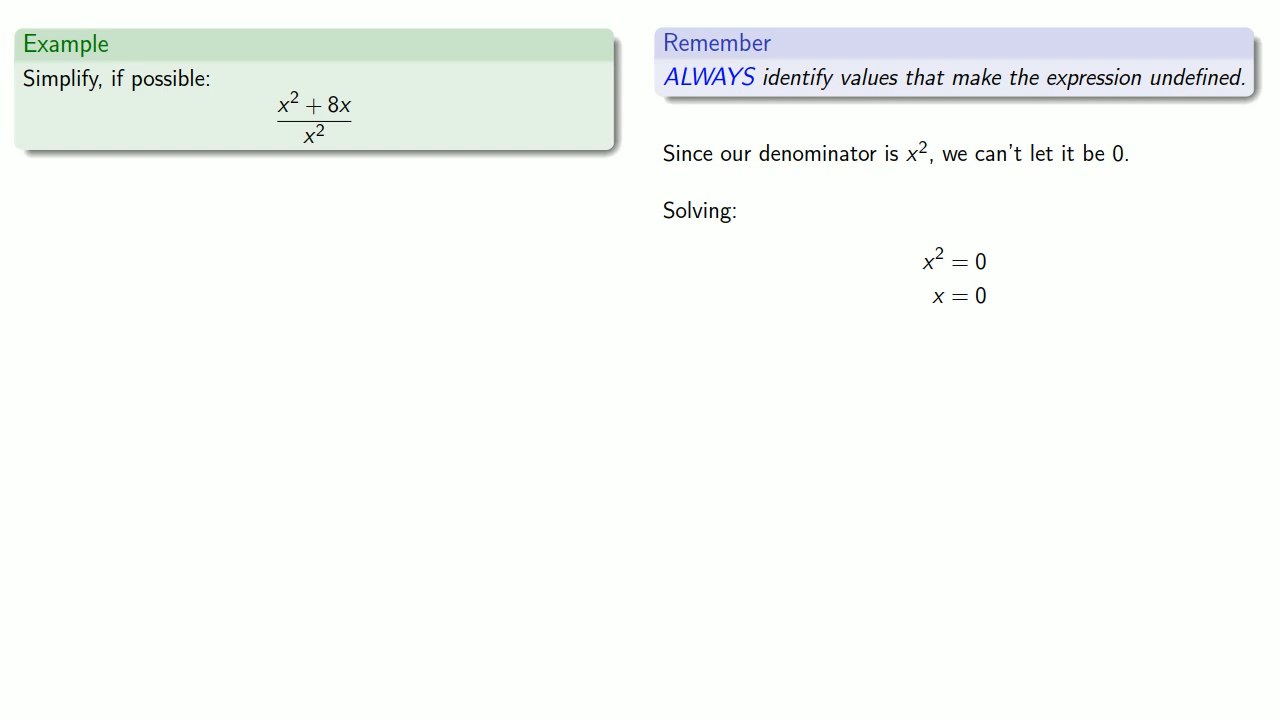 Example
Simplify, if possible:
x² + 8x
x²
Remember
ALWAYS identify values that make the expression undefined.
Since our denominator is x², we can't let it be 0.
Solving:
x² = 0
x = 0